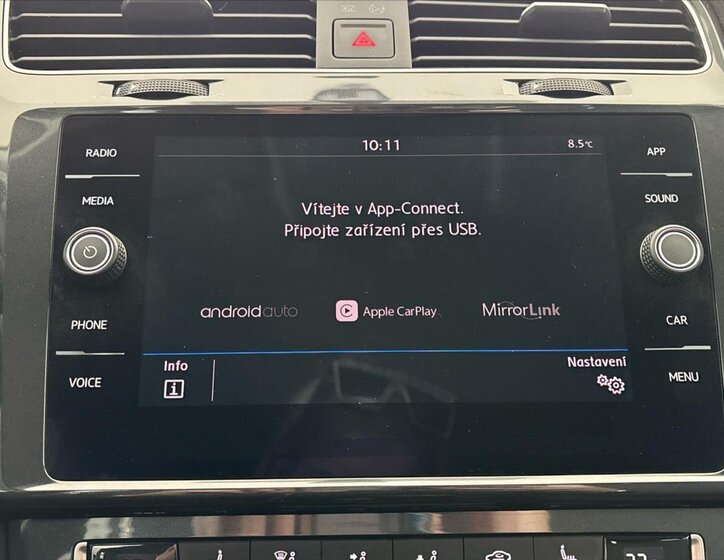 RADIO
MEDIA
PHONE
VOICE
10:11
8.5°C
Vítejte v App-Connect.
Připojte zařízení přes USB.
androidauto
Apple CarPlay
MirrorLink
Info
Nastavení
APP
SOUND
CAR
MENU